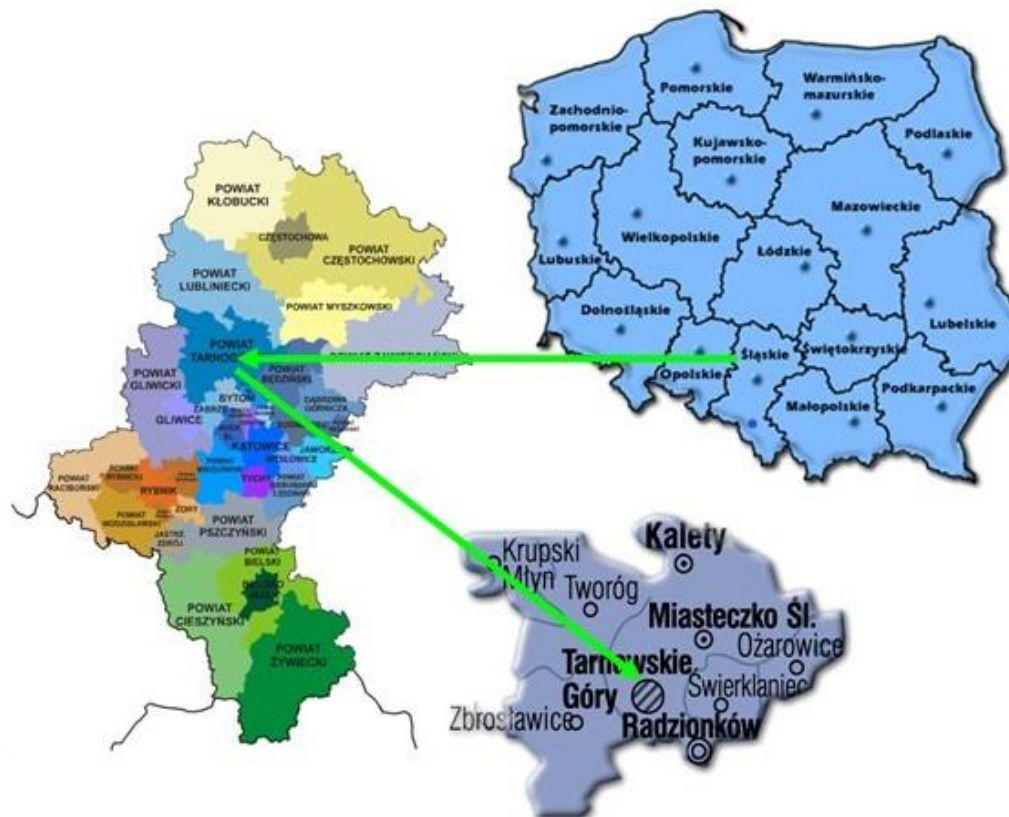 Pomorskie
Warmińsko-
mazurskie
Zachodnio-
pomorskie
Podlaskie
Kujawsko-
pomorskie
Mazowieckie
Wielkopolskie
Łódzkie
Lubuskie
Dolnośląskie
Lubelskie
Opolskie
Śląskie
Świętokrzyskie
Małopolskie
Podkarpackie
POWIAT
KŁOBUCKI
CZĘSTOCHOWA
POWIAT
CZĘSTOCHOWSKI
POWIAT
LUBLINIECKI
POWIAT MYSZKOWSKI
POWIAT
POWIAT
GLIWICKI
POWIAT
BĘDZIŃSKI
BYTOM
ZABRZE
DĄBROWA
GÓRNICZA
GLIWICE
KATOWICE
MYSŁOWICE
TYCHY
POWIAT
RACIBORSKI
POWIAT
RYBNICKI
RYBNIK
ŻORY
POWIAT
WODZISŁAWSKI
JASTRZ.
ZDRÓJ
POWIAT
PSZCZYŃSKI
POWIAT
BIELSKI
POWIAT
CIESZYŃSKI
POWIAT
ŻYWIECKI
Krupski
Młyn
Kalety
Tworóg
Miasteczko Śl.
Ożarowice
Tarnowskie
Góry
Świerklaniec
Zbrosławice
Radzionków